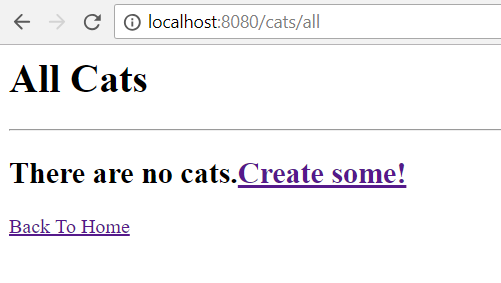 localhost:8080/cats/all
All Cats
There are no cats.Create some!
Back To Home